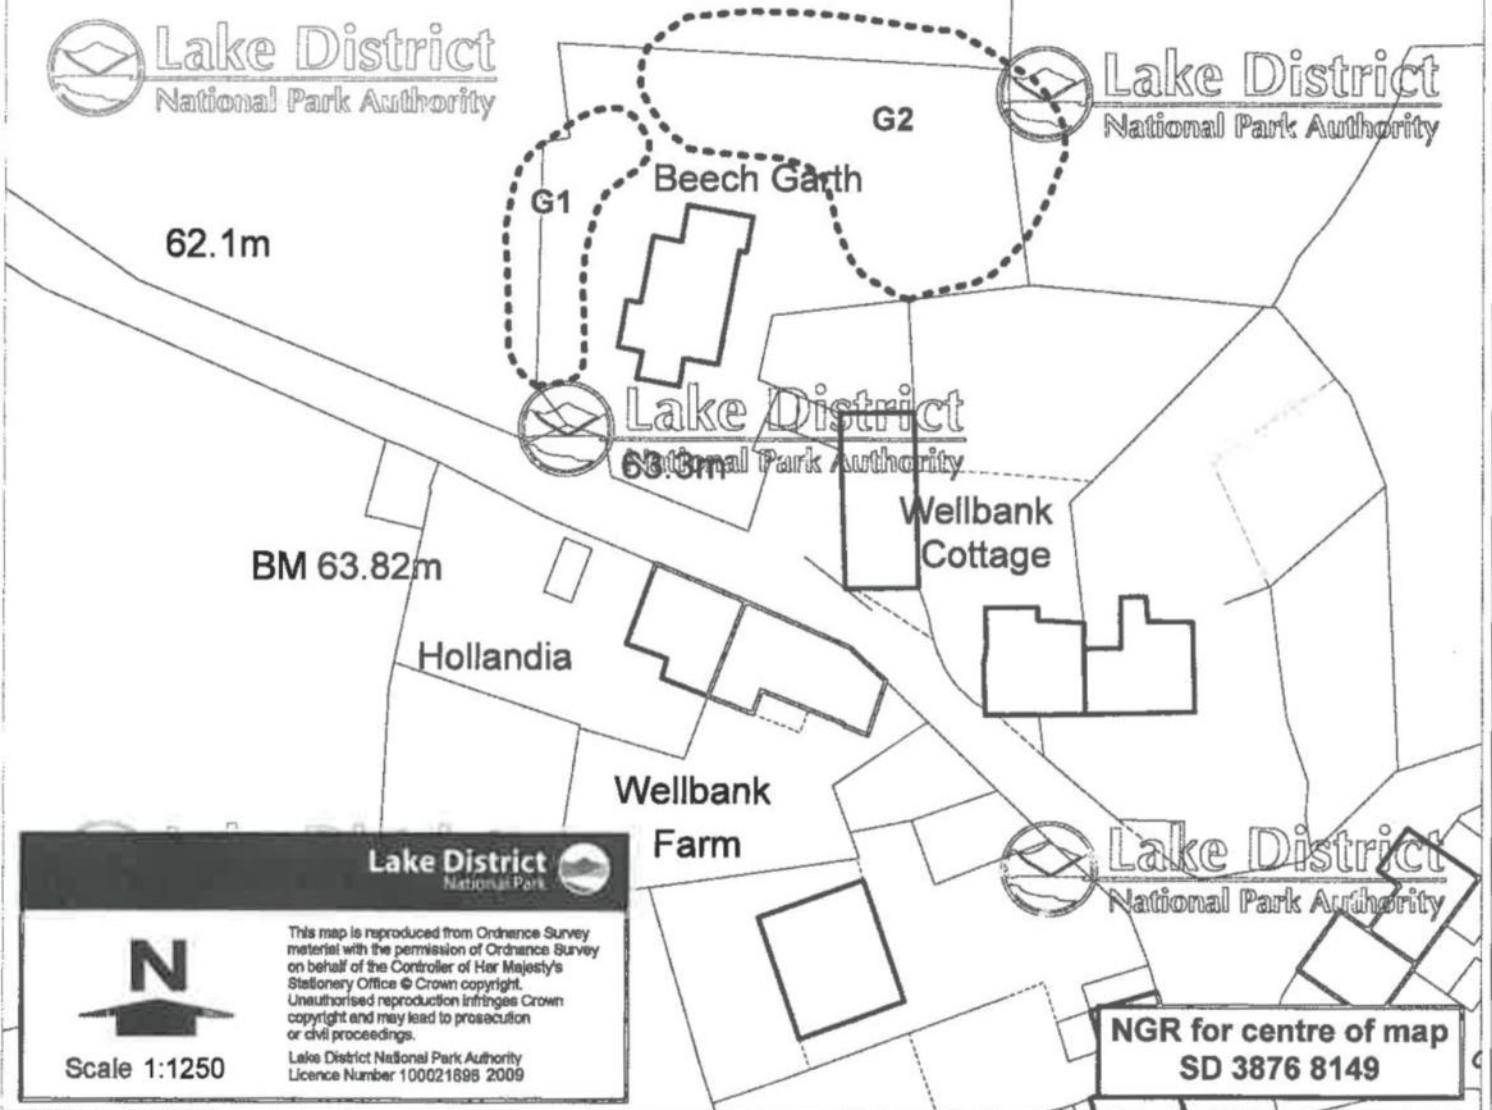 Lake District
National Park Authority
Lake District
National Park Authority
G2
G1
Beech Garth
62.1m
Lake District
National Park Authority
63.3m
Wellbank
Cottage
BM 63.82m
Hollandia
Wellbank
Farm
Lake District
National Park Authority
Lake District
National Park
N
Scale 1:1250
This map is reproduced from Ordnance Survey
material with the permission of Ordnance Survey
on behalf of the Controller of Her Majesty's
Stationery Office © Crown copyright.
Unauthorised reproduction infringes Crown
copyright and may lead to prosecution
or civil proceedings.
Lake District National Park Authority
Licence Number 100021898 2009
NGR for centre of map
SD 3876 8149